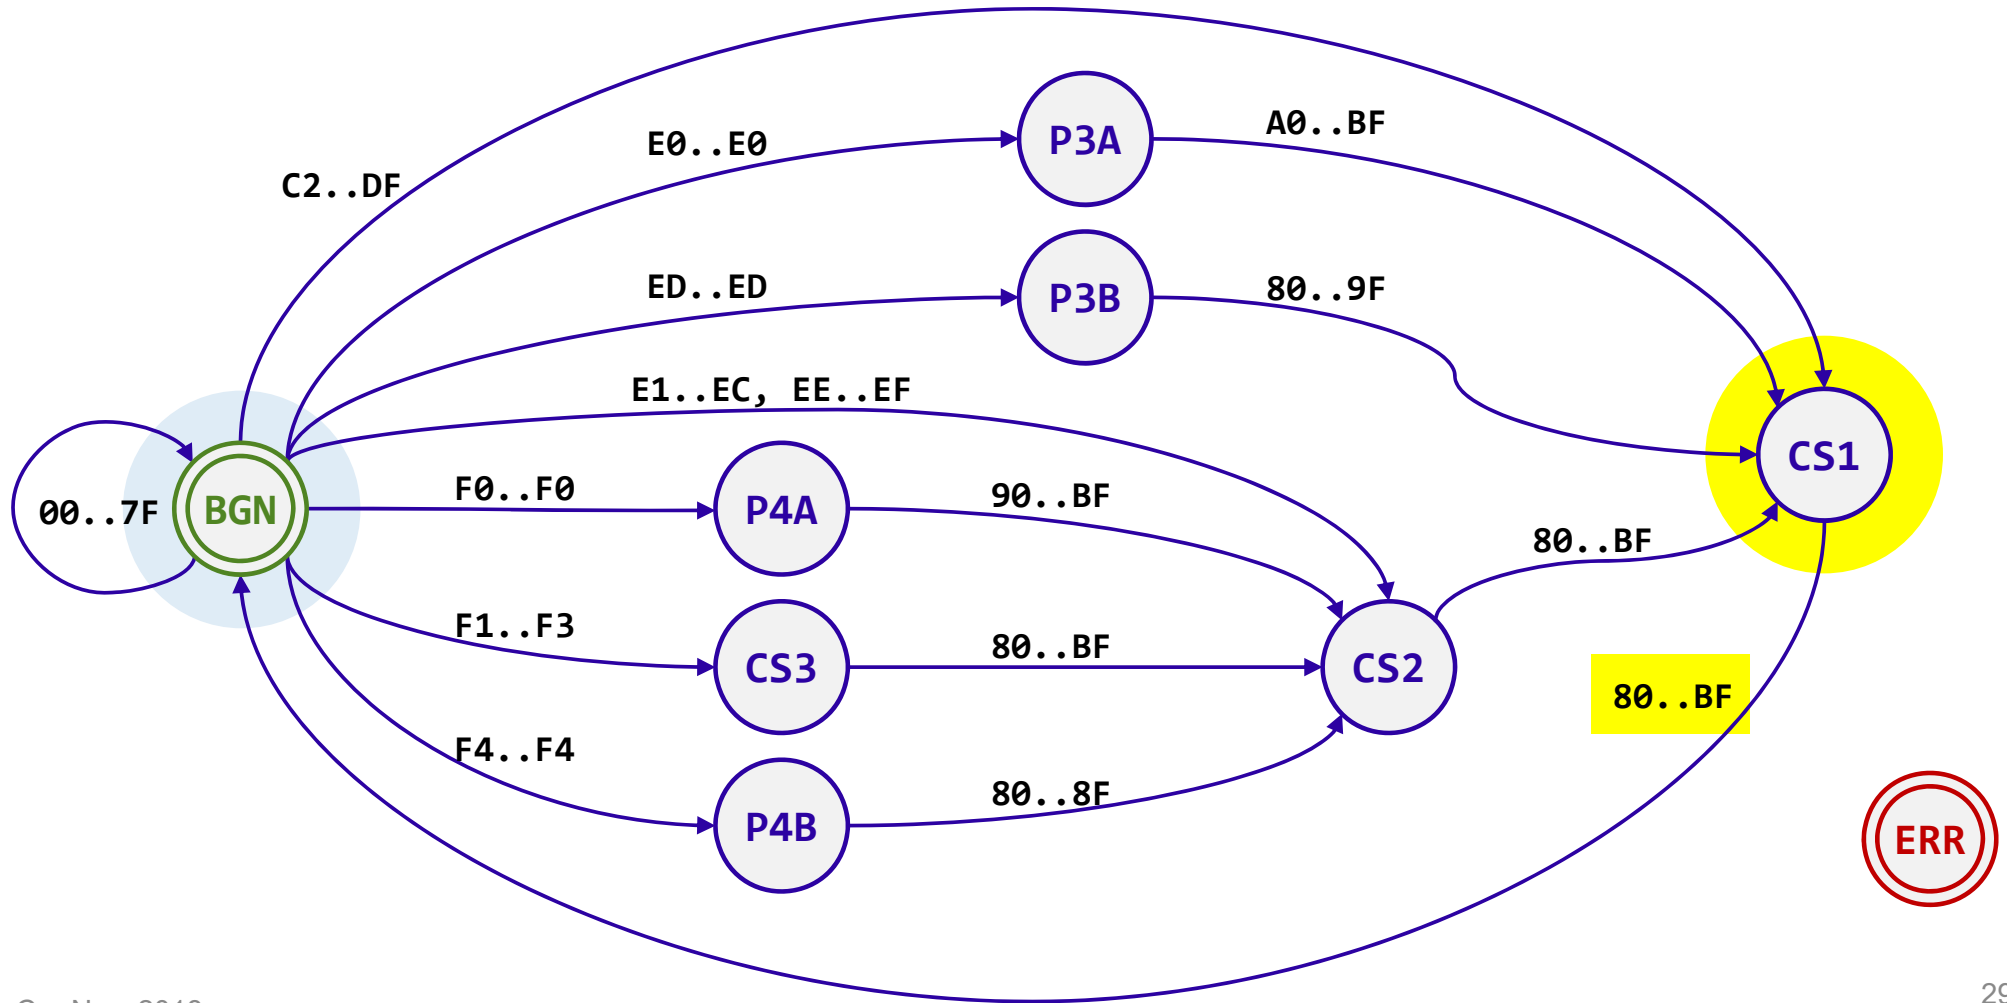 P3A
A0..BF
E0..E0
C2..DF
ED..ED
P3B
80..9F
E1..EC, EE..EF
CS1
00..7F
BGN
F0..F0
P4A
90..BF
80..BF
F1..F3
CS3
80..BF
CS2
80..BF
F4..F4
P4B
80..8F
ERR